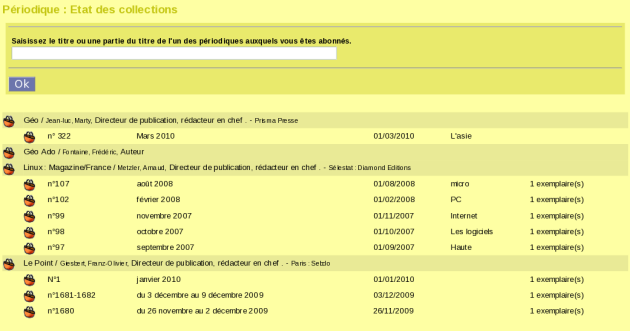 Périodique : Etat des collections
Saisissez le titre ou une partie du titre de l'un des périodiques auxquels vous êtes abonnés.
Ok
Géo / Jean-luc, Marty, Directeur de publication, rédacteur en chef . - Prisma Presse
n° 322 Mars 2010 01/03/2010 L'asie
Géo Ado / Fontaine, Frédéric, Auteur
Linux : Magazine/France / Metzler, Arnaud, Directeur de publication, rédacteur en chef . - Sélestat : Diamond Editions
n°107 août 2008 01/08/2008 micro 1 exemplaire(s)
n°102 février 2008 01/02/2008 PC 1 exemplaire(s)
n°99 novembre 2007 01/11/2007 Internet 1 exemplaire(s)
n°98 octobre 2007 01/10/2007 Les logiciels 1 exemplaire(s)
n°97 septembre 2007 01/09/2007 Haute 1 exemplaire(s)
Le Point / Giesbert, Franz-Olivier, Directeur de publication, rédacteur en chef . - Paris : Sebdo
N°1 janvier 2010 01/01/2010 1 exemplaire(s)
n°1681-1682 du 3 décembre au 9 décembre 2009 03/12/2009 1 exemplaire(s)
n°1680 du 26 novembre au 2 décembre 2009 26/11/2009 1 exemplaire(s)